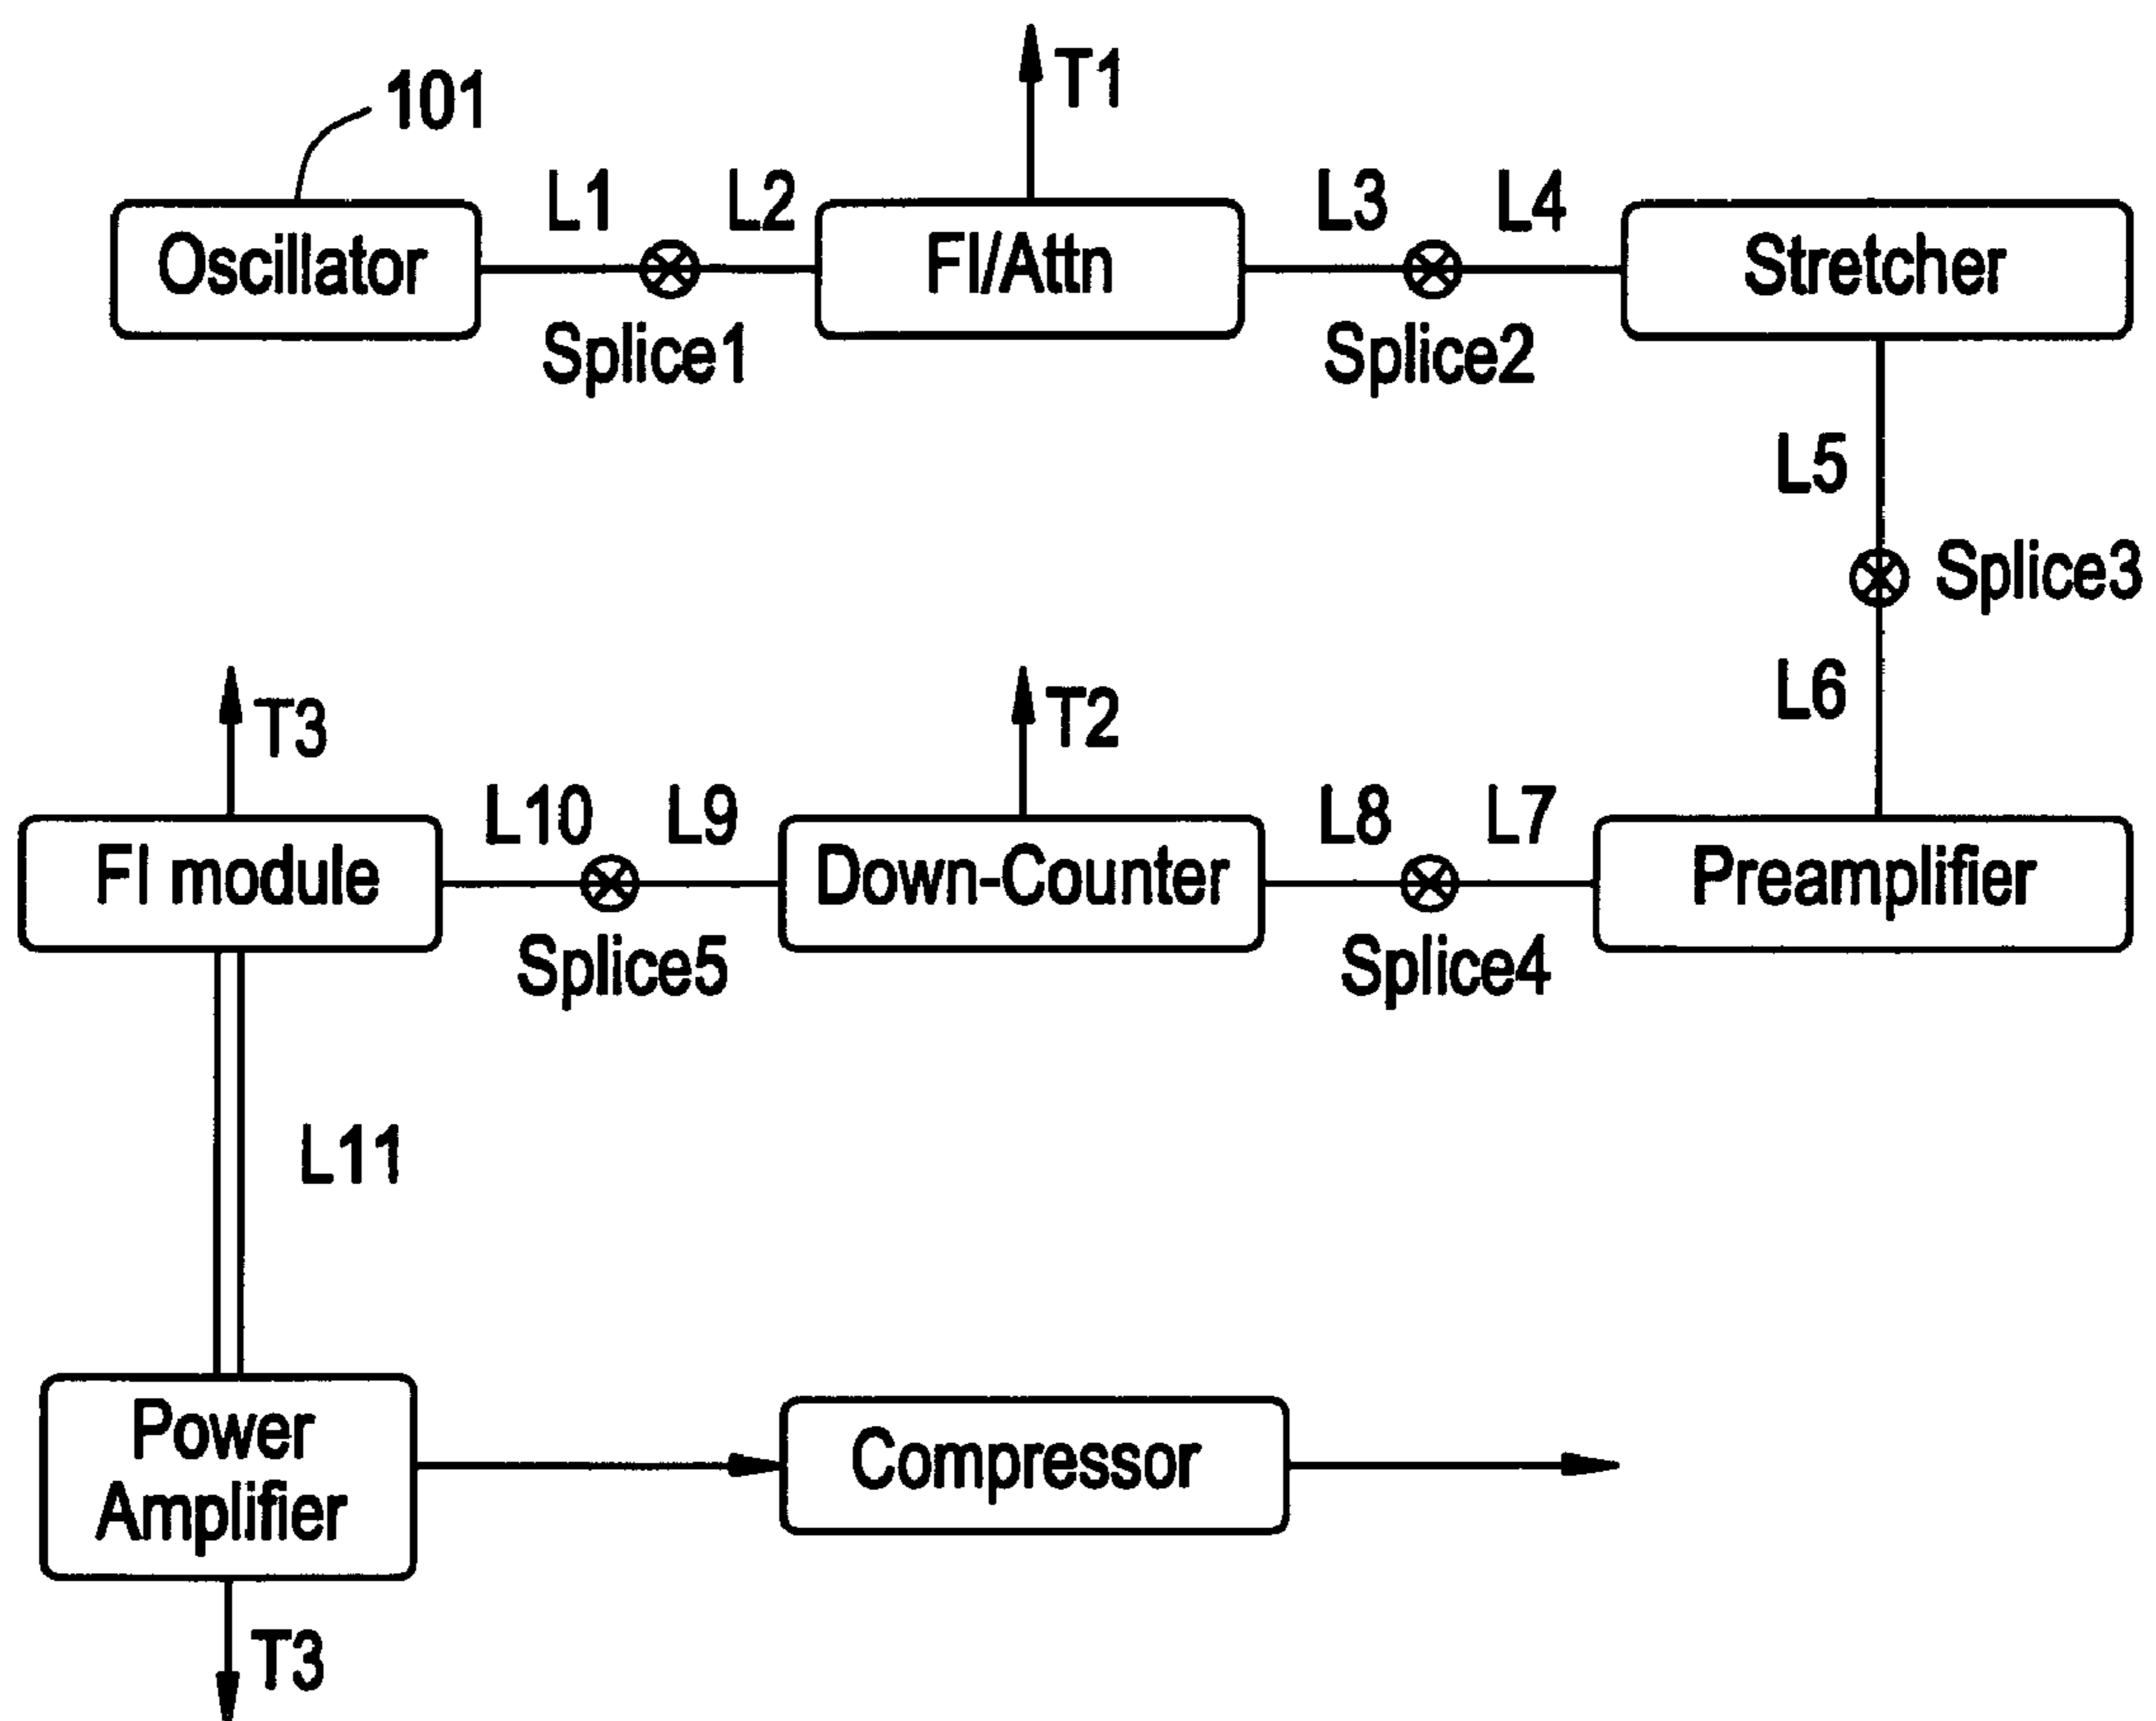 T1
101
L1
L2
L3
L4
Oscillator
FI/Attn
Stretcher
Splice1
Splice2
L5
Splice3
L6
T3
T2
L10
L9
L8
L7
FI module
Down-Counter
Preamplifier
Splice5
Splice4
L11
Power
Amplifier
Compressor
T3